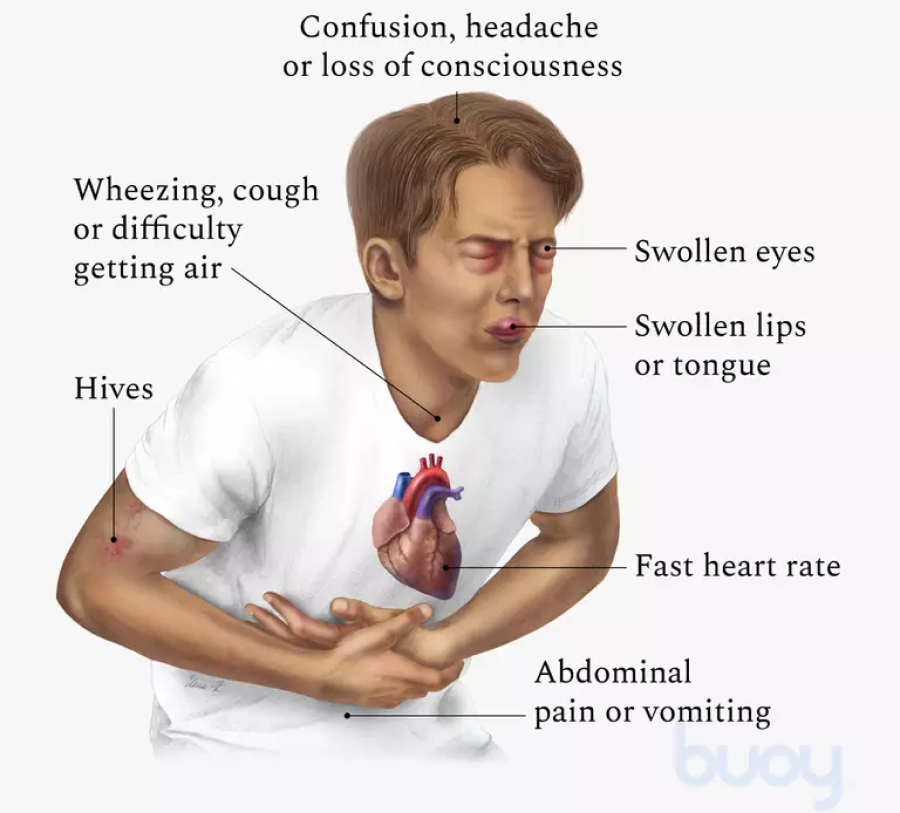 Confusion, headache
or loss of consciousness
Wheezing, cough
or difficulty
getting air
Swollen eyes
Swollen lips
or tongue
Hives
Fast heart rate
Abdominal
pain or vomiting
buoy